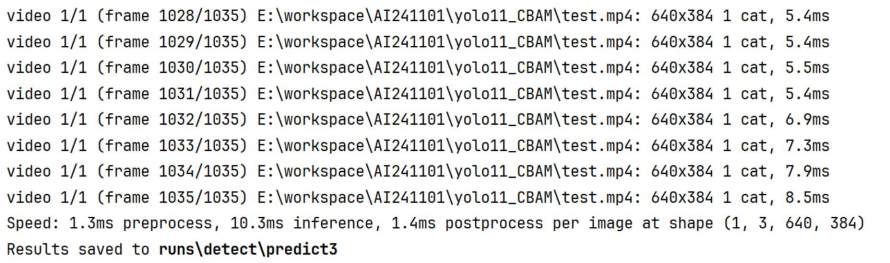 video 1/1 (frame 1028/1035) E:\workspace\AI241101\yolo11_CBAM\test.mp4: 640x384 1 cat, 5.4ms
video 1/1 (frame 1029/1035) E:\workspace\AI241101\yolo11_CBAM\test.mp4: 640x384 1 cat, 5.4ms
video 1/1 (frame 1030/1035) E:\workspace\AI241101\yolo11_CBAM\test.mp4: 640x384 1 cat, 5.5ms
video 1/1 (frame 1031/1035) E:\workspace\AI241101\yolo11_CBAM\test.mp4: 640x384 1 cat, 5.4ms
video 1/1 (frame 1032/1035) E:\workspace\AI241101\yolo11_CBAM\test.mp4: 640x384 1 cat, 6.9ms
video 1/1 (frame 1033/1035) E:\workspace\AI241101\yolo11_CBAM\test.mp4: 640x384 1 cat, 7.3ms
video 1/1 (frame 1034/1035) E:\workspace\AI241101\yolo11_CBAM\test.mp4: 640x384 1 cat, 7.9ms
video 1/1 (frame 1035/1035) E:\workspace\AI241101\yolo11_CBAM\test.mp4: 640x384 1 cat, 8.5ms
Speed: 1.3ms preprocess, 10.3ms inference, 1.4ms postprocess per image at shape (1, 3, 640, 384)
Results saved to runs\detect\predict3